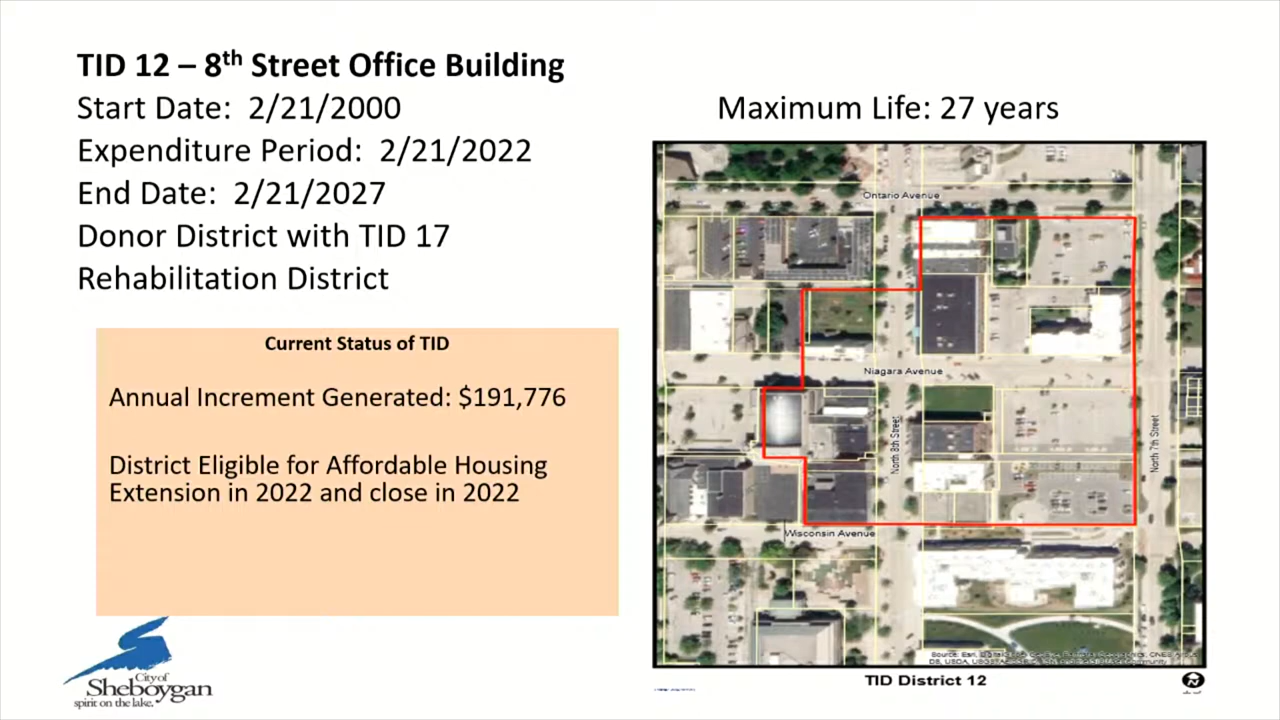 TID 12 – 8th Street Office Building
Start Date: 2/21/2000
Expenditure Period: 2/21/2022
End Date: 2/21/2027
Donor District with TID 17
Rehabilitation District
Maximum Life: 27 years
Current Status of TID
Annual Increment Generated: $191,776
District Eligible for Affordable Housing
Extension in 2022 and close in 2022
Ontario Avenue
Niagara Avenue
North 8th Street
North 7th Street
Wisconsin Avenue
Source: Esri,
TID District 12
N
City of
Sheboygan
spirit on the lake.